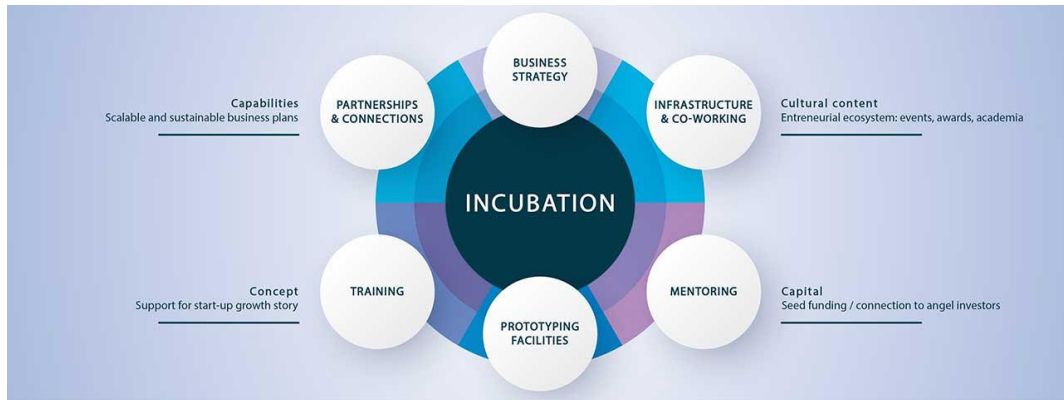 BUSINESS
STRATEGY
PARTNERSHIPS
& CONNECTIONS
INFRASTRUCTURE
& CO-WORKING
Capabilities
Scalable and sustainable business plans
Cultural content
Entreneurial ecosystem: events, awards, academia
INCUBATION
TRAINING
MENTORING
Concept
Support for start-up growth story
Capital
Seed funding / connection to angel investors
PROTOTYPING
FACILITIES